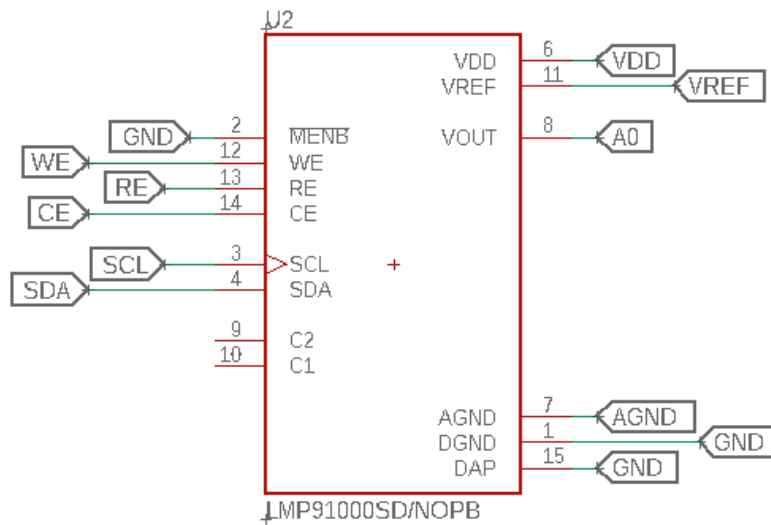 U2
6 VDD VDD
11 VREF VREF
GND 2 MENB 8 VOUT A0
WE 12 WE
RE 13 RE
CE 14 CE
SCL 3 SCL
SDA 4 SDA
9 C2
10 C1
AGND 7 AGND
DGND 1 GND
DAP 15 GND
LMP91000SD/NOPB